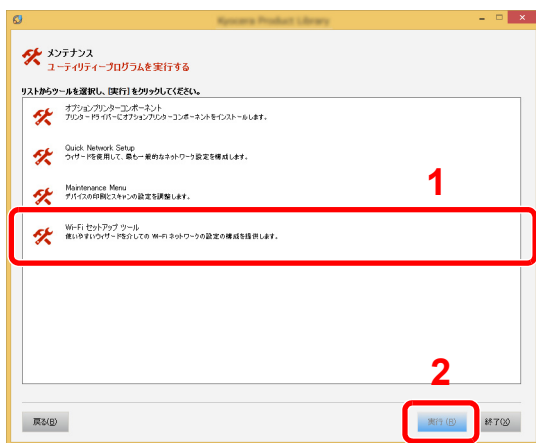 Kyocera Product Library
メンテナンス
ユーティリティープログラムを実行する
リストからツールを選択し、[実行]をクリックしてください。
オプションプリンターコンポーネント
プリンタードライバーにオプションプリンターコンポーネントをインストールします。
Quick Network Setup
ウィザードを使用して、最も一般的なネットワーク設定を構成します。
1
Maintenance Menu
デバイスの印刷とスキャンの設定を調整します。
Wi-Fi セットアップ ツール
使いやすいウィザードを介しての Wi-Fi ネットワークの設定の構成を提供します。
2
戻る(B)
実行 (R)
終了(X)